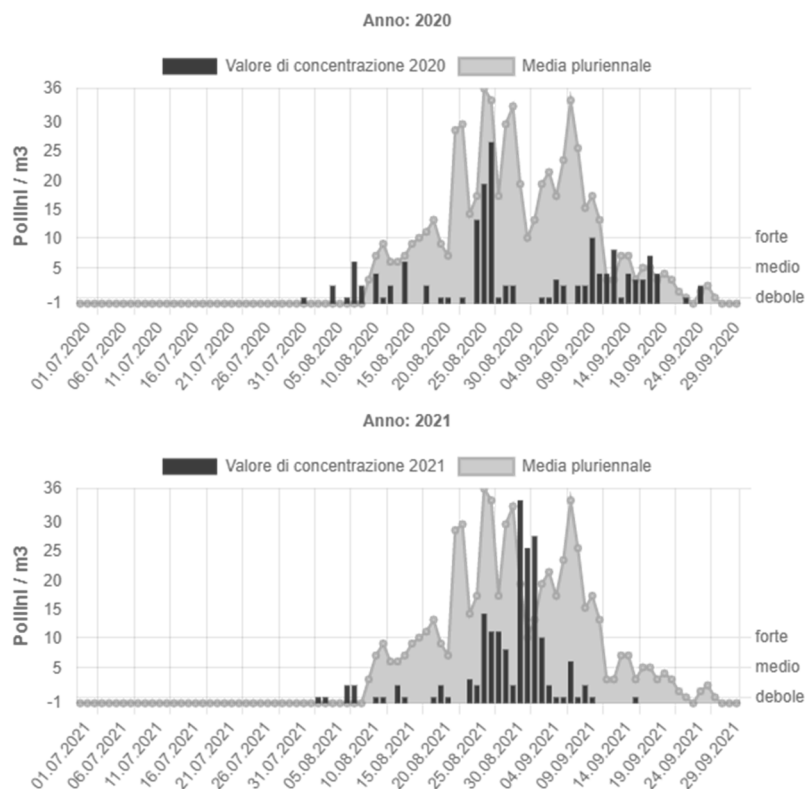 Anno: 2020
Valore di concentrazione 2020 Media pluriennale
Pollini / m3
36
30
25
20
15
10
5
-1
forte
medio
debole
01.07.2020 06.07.2020 11.07.2020 16.07.2020 21.07.2020 26.07.2020 31.07.2020 05.08.2020 10.08.2020 15.08.2020 20.08.2020 25.08.2020 30.08.2020 04.09.2020 09.09.2020 14.09.2020 19.09.2020 24.09.2020 29.09.2020
Anno: 2021
Valore di concentrazione 2021 Media pluriennale
Pollini / m3
36
30
25
20
15
10
5
-1
forte
medio
debole
01.07.2021 06.07.2021 11.07.2021 16.07.2021 21.07.2021 26.07.2021 31.07.2021 05.08.2021 10.08.2021 15.08.2021 20.08.2021 25.08.2021 30.08.2021 04.09.2021 09.09.2021 14.09.2021 19.09.2021 24.09.2021 29.09.2021